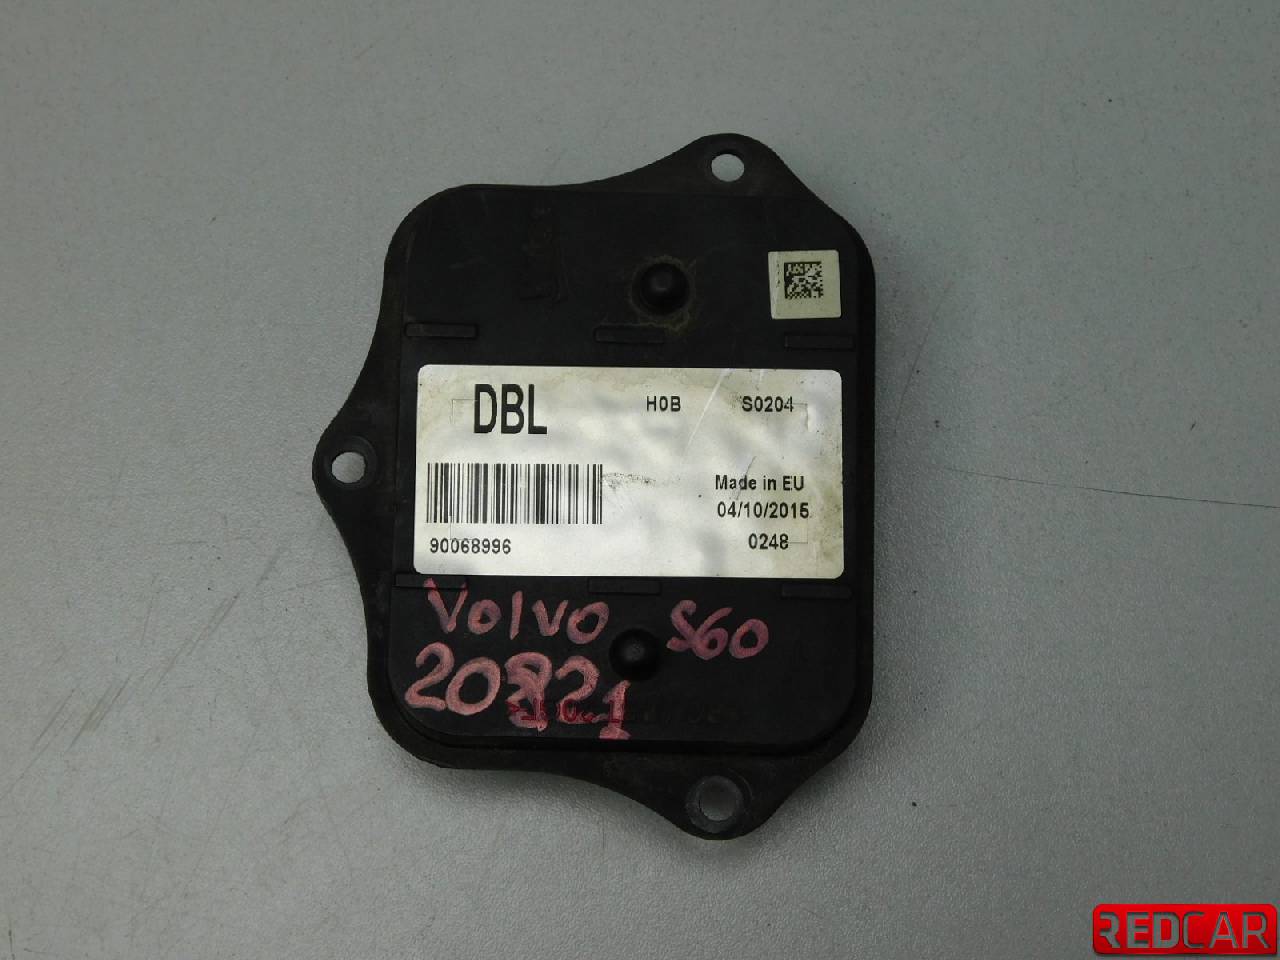 DBL H0B S0204
Made in EU
04/10/2015
90068996 0248
Volvo S60
20821
REDCAR